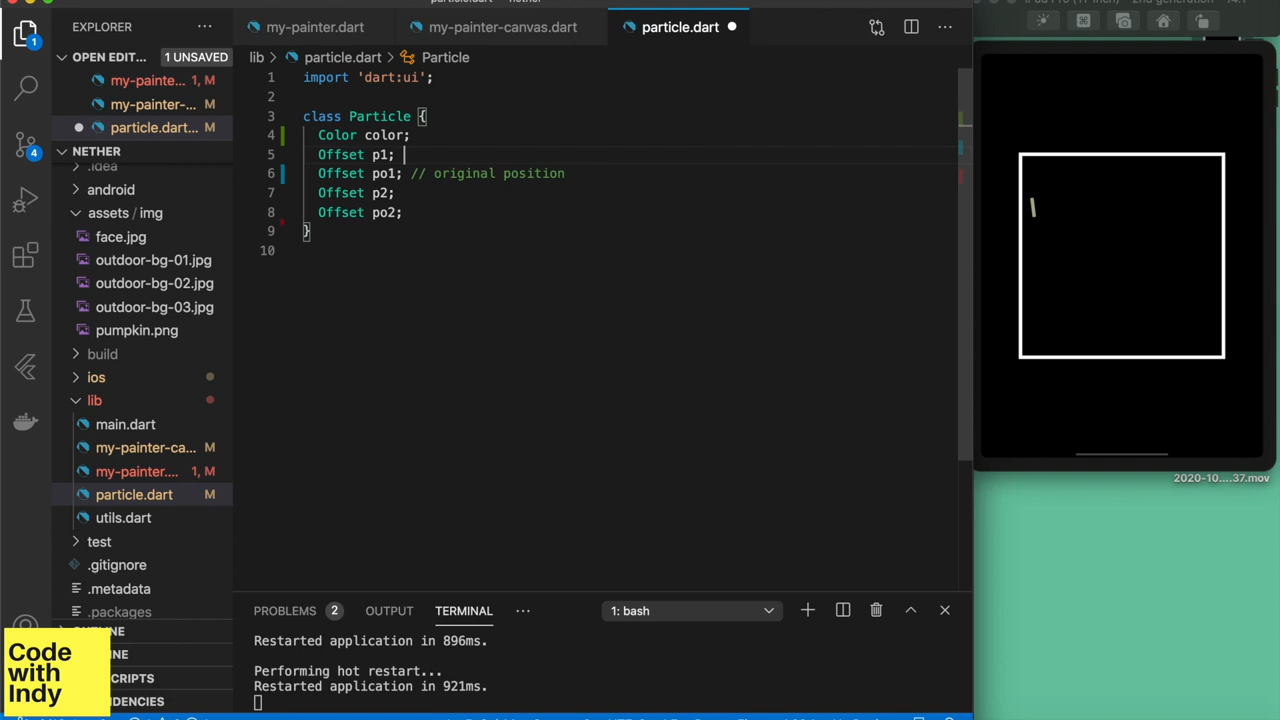 EXPLORER
OPEN EDIT... 1 UNSAVED
my-painte... 1, M
my-painter-... M
particle.dart... M
NETHER
.idea
android
assets / img
face.jpg
outdoor-bg-01.jpg
outdoor-bg-02.jpg
outdoor-bg-03.jpg
pumpkin.png
build
ios
lib
main.dart
my-painter-ca... M
my-painter.... 1, M
particle.dart M
utils.dart
test
.gitignore
.metadata
.packages
1
4
Code
with
Indy
my-painter.dart
my-painter-canvas.dart
particle.dart
lib > particle.dart > Particle
1 import 'dart:ui';
2
3 class Particle {
4 Color color;
5 Offset p1;
6 Offset po1; // original position
7 Offset p2;
8 Offset po2;
9 }
10
PROBLEMS 2 OUTPUT TERMINAL ... 1: bash
Restarted application in 896ms.
Performing hot restart...
Restarted application in 921ms.
2020-10....37.mov